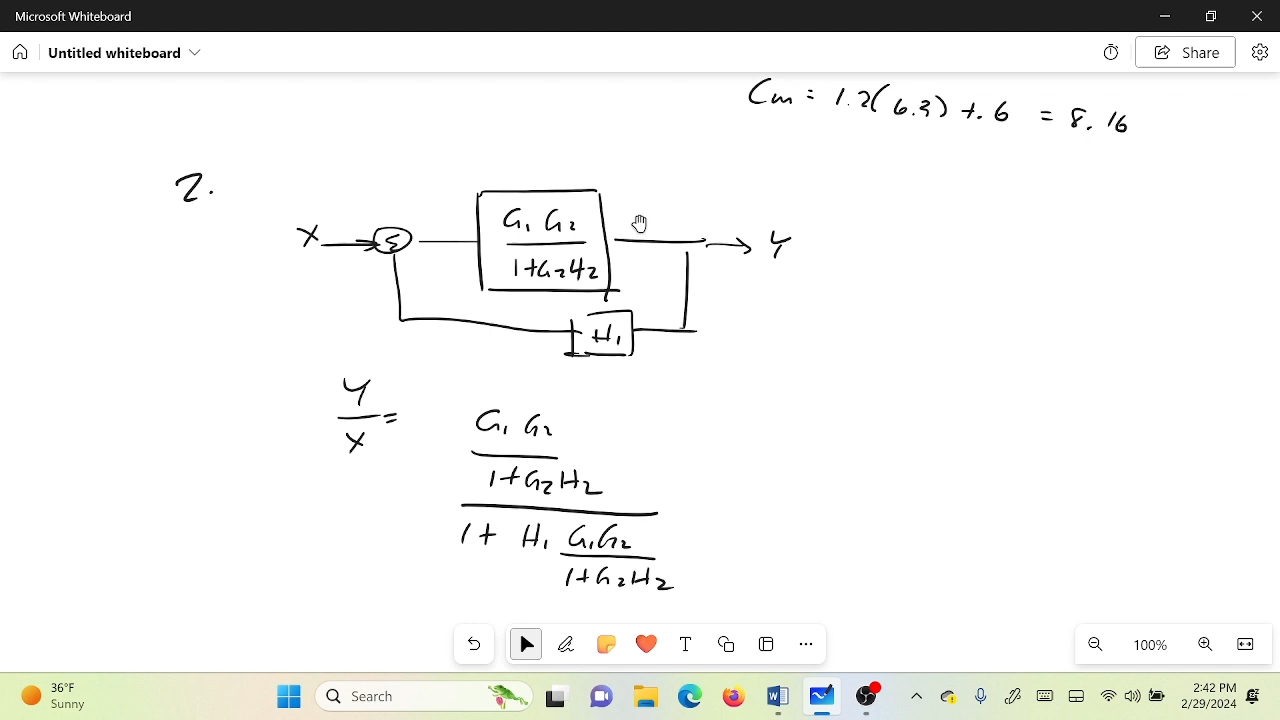 Microsoft Whiteboard
Untitled whiteboard
Share
Cm = 1.2(6.3) + .6 = 8.16
2.
X Σ G₁ G₂ Y
1+G₂H₂
H₁
Y
X =
G₁ G₂
1+G₂H₂
1+ H₁ G₁G₂
1+G₂H₂
T
100%
36°F
Sunny
Search
2:42 PM
2/29/2024